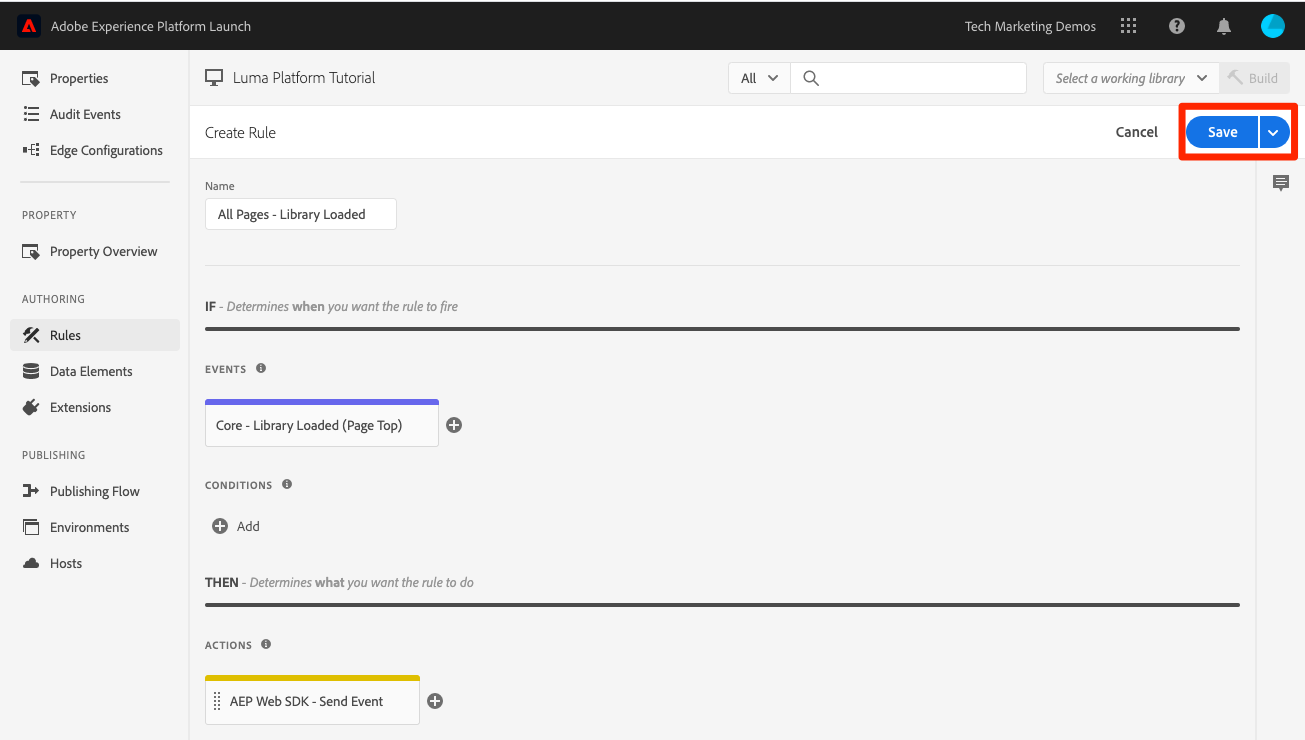 Adobe Experience Platform Launch
Tech Marketing Demos
Properties
Audit Events
Edge Configurations
PROPERTY
Property Overview
AUTHORING
Rules
Data Elements
Extensions
PUBLISHING
Publishing Flow
Environments
Hosts
Luma Platform Tutorial
All
Select a working library
Build
Create Rule
Cancel
Save
Name
All Pages - Library Loaded
IF - Determines when you want the rule to fire
EVENTS
Core - Library Loaded (Page Top)
CONDITIONS
Add
THEN - Determines what you want the rule to do
ACTIONS
AEP Web SDK - Send Event